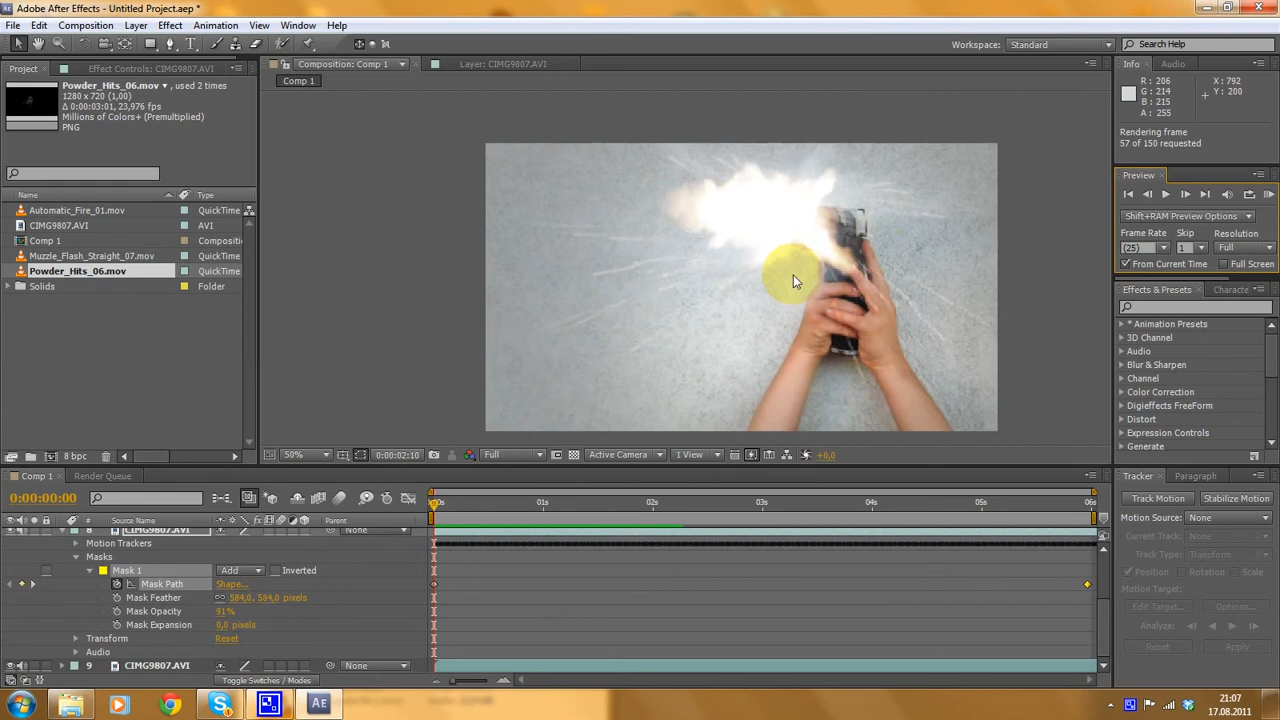 Adobe After Effects - Untitled Project.aep *
File Edit Composition Layer Effect Animation View Window Help
Workspace: Standard Search Help
Project Effect Controls: CIMG9807.AVI
Composition: Comp 1 Layer: CIMG9807.AVI
Info Audio
Comp 1
Powder_Hits_06.mov, used 2 times
1280 x 720 (1,00)
Δ 0:00:03:01, 23,976 fps
Millions of Colors+ (Premultiplied)
PNG
R: 206 X: 792
G: 214 Y: 200
B: 215
A: 255
Rendering frame
57 of 150 requested
Preview
Shift+RAM Preview Options
Frame Rate Skip Resolution
(25) 1 Full
From Current Time Full Screen
Name Type
Automatic_Fire_01.mov QuickTime
CIMG9807.AVI AVI
Comp 1 Compositi
Muzzle_Flash_Straight_07.mov QuickTime
Powder_Hits_06.mov QuickTime
Solids Folder
Effects & Presets Characte
* Animation Presets
3D Channel
Audio
Blur & Sharpen
Channel
Color Correction
Digieffects FreeForm
Distort
Expression Controls
Generate
8 bpc
50% 0:00:02:10 Full Active Camera 1 View +0,0
Comp 1 Render Queue
Tracker Paragraph
0:00:00:00
00s 01s 02s 03s 04s 05s 06s
Track Motion Stabilize Motion
Motion Source: None
Current Track: None
Track Type: Transform
Position Rotation Scale
Motion Target:
Edit Target... Options...
Analyze:
Reset Apply
# Source Name Parent
8 CIMG9807.AVI None
Motion Trackers
Masks
Mask 1 Add Inverted
Mask Path Shape...
Mask Feather 584,0, 584,0 pixels
Mask Opacity 91%
Mask Expansion 0,0 pixels
Transform Reset
Audio
9 CIMG9807.AVI None
Toggle Switches / Modes
21:07
17.08.2011